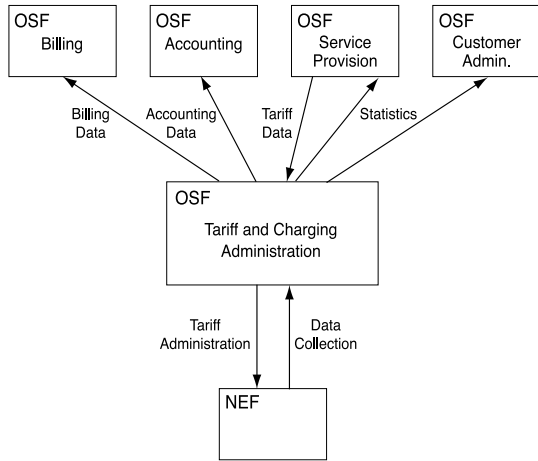 OSF
Billing
OSF
Accounting
OSF
Service
Provision
OSF
Customer
Admin.
Billing
Data
Accounting
Data
Tariff
Data
Statistics
OSF
Tariff and Charging
Administration
Tariff
Administration
Data
Collection
NEF